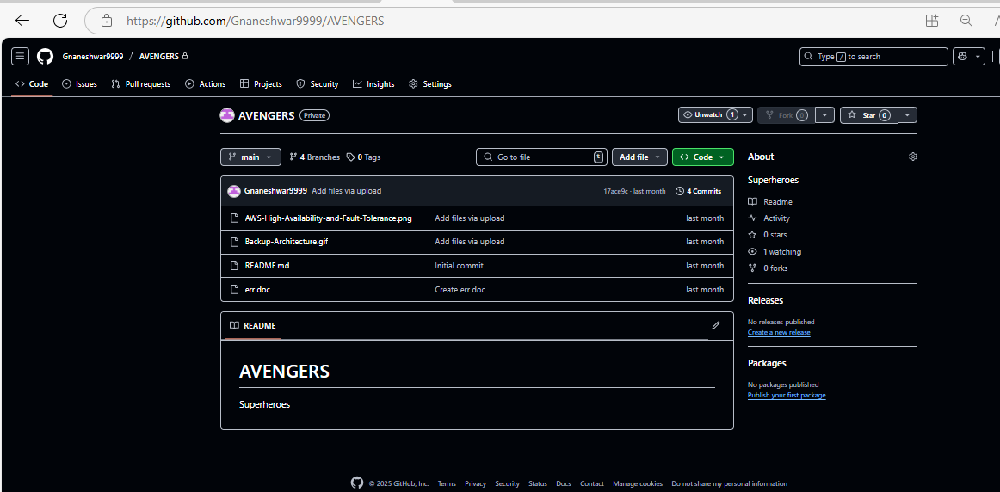 https://github.com/Gnaneshwar9999/AVENGERS
Gnaneshwar9999 / AVENGERS
Type / to search
Code Issues Pull requests Actions Projects Security Insights Settings
AVENGERS Private
Unwatch 1 Fork 0 Star 0
main 4 Branches 0 Tags
Go to file t Add file Code
Gnaneshwar9999 Add files via upload 17ace9c · last month 4 Commits
AWS-High-Availability-and-Fault-Tolerance.png Add files via upload last month
Backup-Architecture.gif Add files via upload last month
README.md Initial commit last month
err doc Create err doc last month
README
AVENGERS
Superheroes
About
Superheroes
Readme
Activity
0 stars
1 watching
0 forks
Releases
No releases published
Create a new release
Packages
No packages published
Publish your first package
© 2025 GitHub, Inc. Terms Privacy Security Status Docs Contact Manage cookies Do not share my personal information